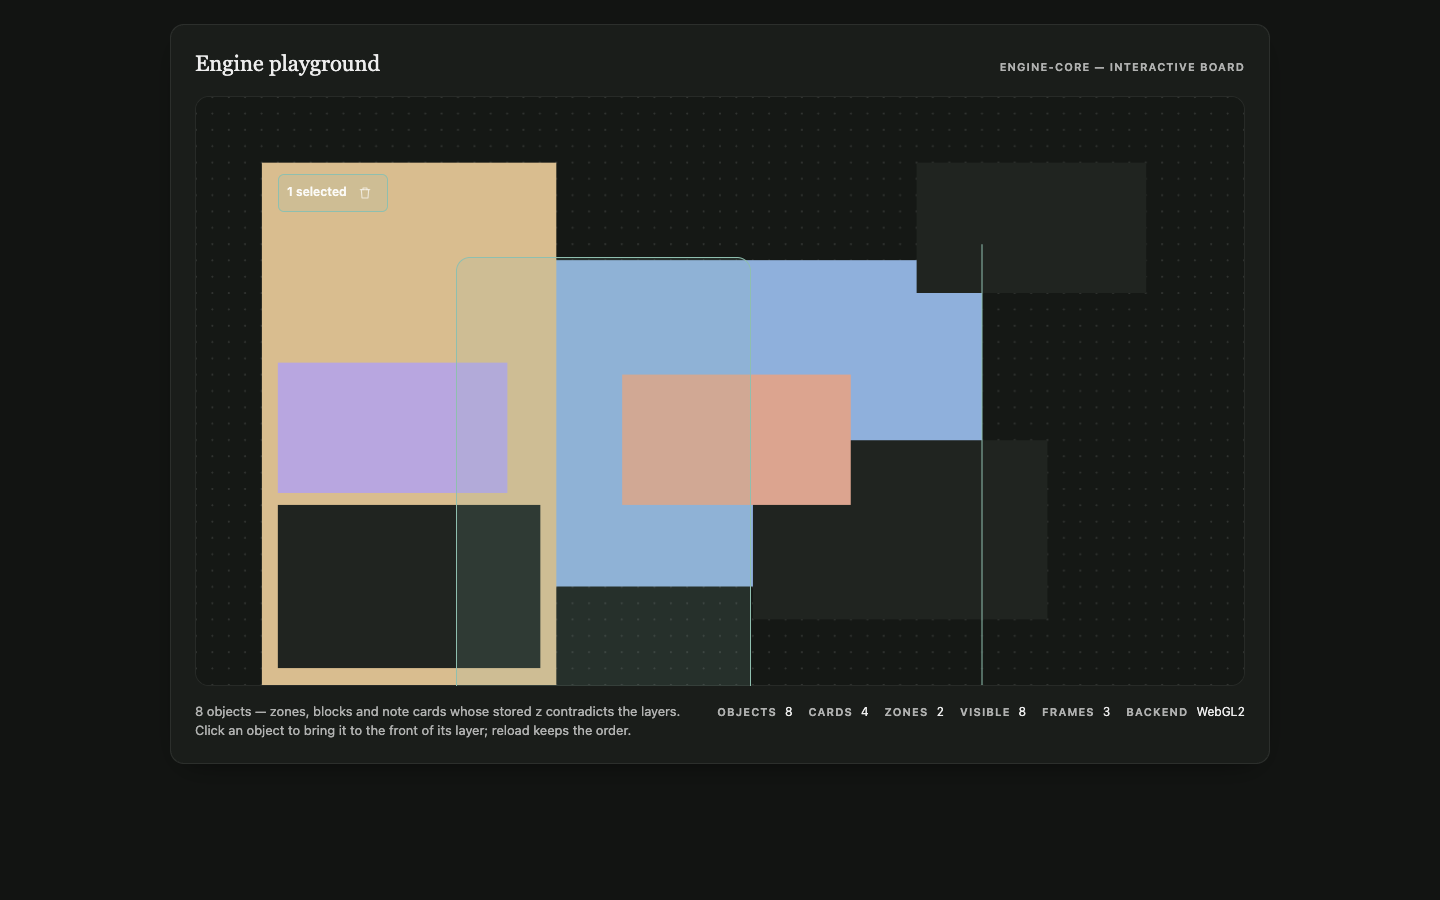 Engine playground
ENGINE-CORE — INTERACTIVE BOARD
1 selected
8 objects — zones, blocks and note cards whose stored z contradicts the layers.
Click an object to bring it to the front of its layer; reload keeps the order.
OBJECTS 8 CARDS 4 ZONES 2 VISIBLE 8 FRAMES 3 BACKEND WebGL2